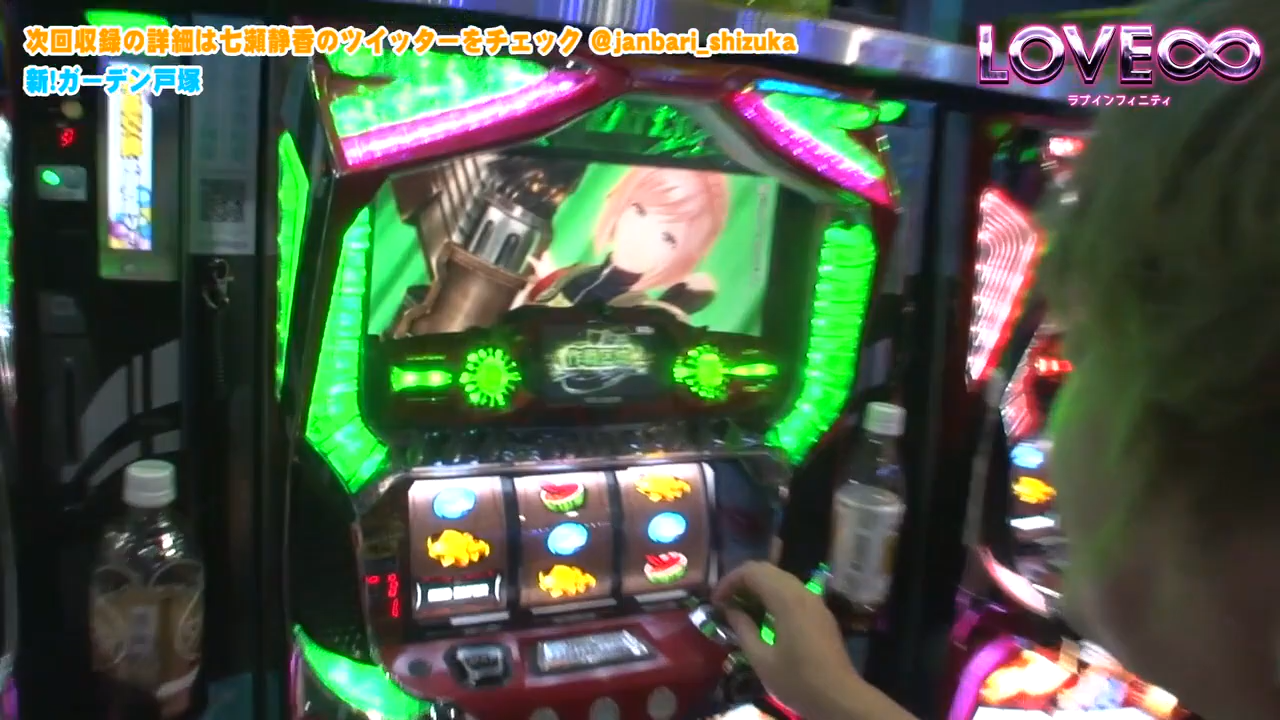 次回収録の詳細は七瀬静香のツイッターをチェック @janbari_shizuka
新!ガーデン戸塚
LOVE∞
ラブインフィニティ